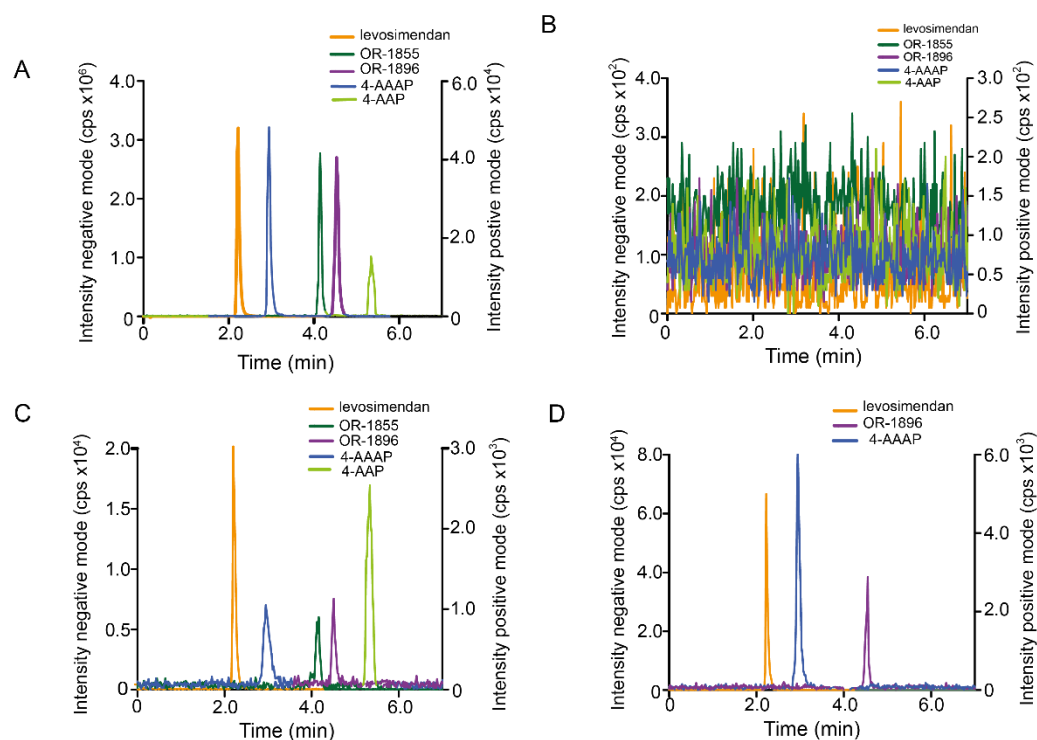 A
levosimendan
OR-1855
OR-1896
4-AAAP
4-AAP
Intensity negative mode (cps x10⁶)
4.0
3.0
2.0
1.0
0
6.0
4.0
2.0
0
Intensity positive mode (cps x10⁴)
0 2.0 4.0 6.0
Time (min)
B
levosimendan
OR-1855
OR-1896
4-AAAP
4-AAP
Intensity negative mode (cps x10²)
4.0
3.0
2.0
1.0
0
3.0
2.5
2.0
1.5
1.0
0.5
0
Intensity positive mode (cps x10²)
0 2.0 4.0 6.0
Time (min)
C
levosimendan
OR-1855
OR-1896
4-AAAP
4-AAP
Intensity negative mode (cps x10⁴)
2.0
1.5
1.0
0.5
0
3.0
2.0
1.0
0
Intensity positive mode (cps x10³)
0 2.0 4.0 6.0
Time (min)
D
levosimendan
OR-1896
4-AAAP
Intensity negative mode (cps x10⁴)
8.0
6.0
4.0
2.0
0
6.0
4.0
2.0
0
Intensity positive mode (cps x10³)
0 2.0 4.0 6.0
Time (min)